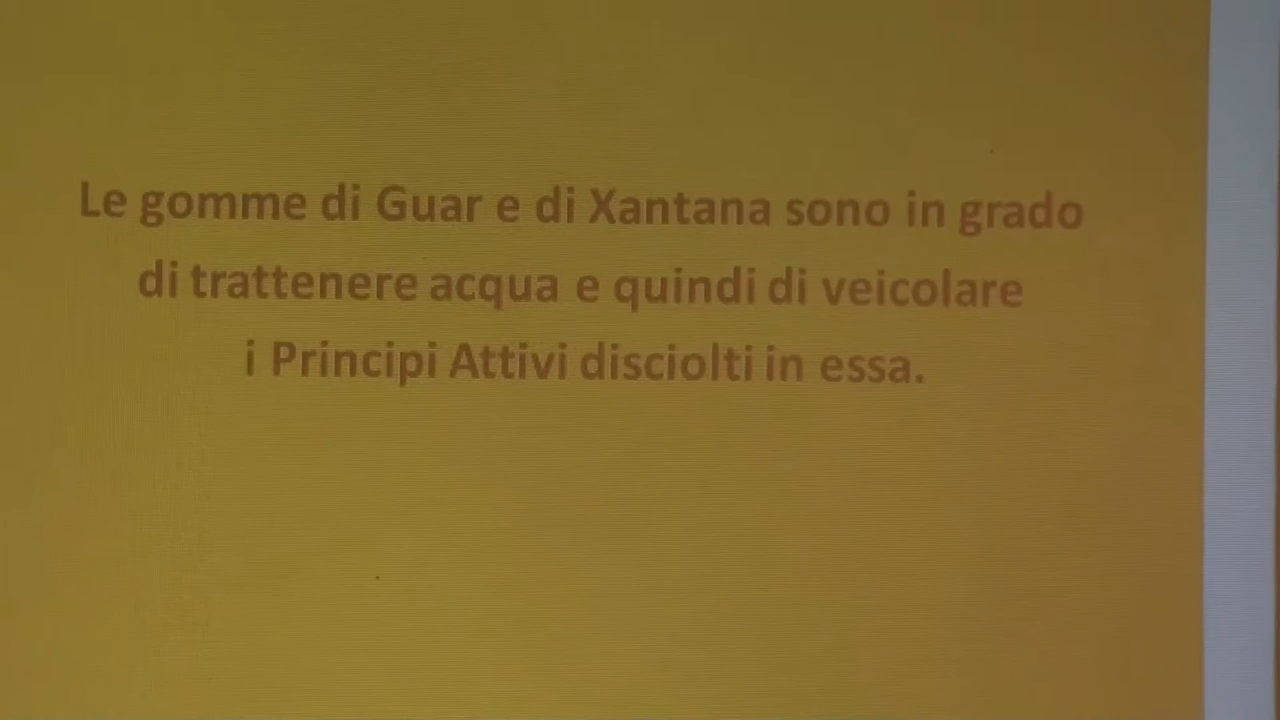 Le gomme di Guar e di Xantana sono in grado
di trattenere acqua e quindi di veicolare
i Principi Attivi disciolti in essa.